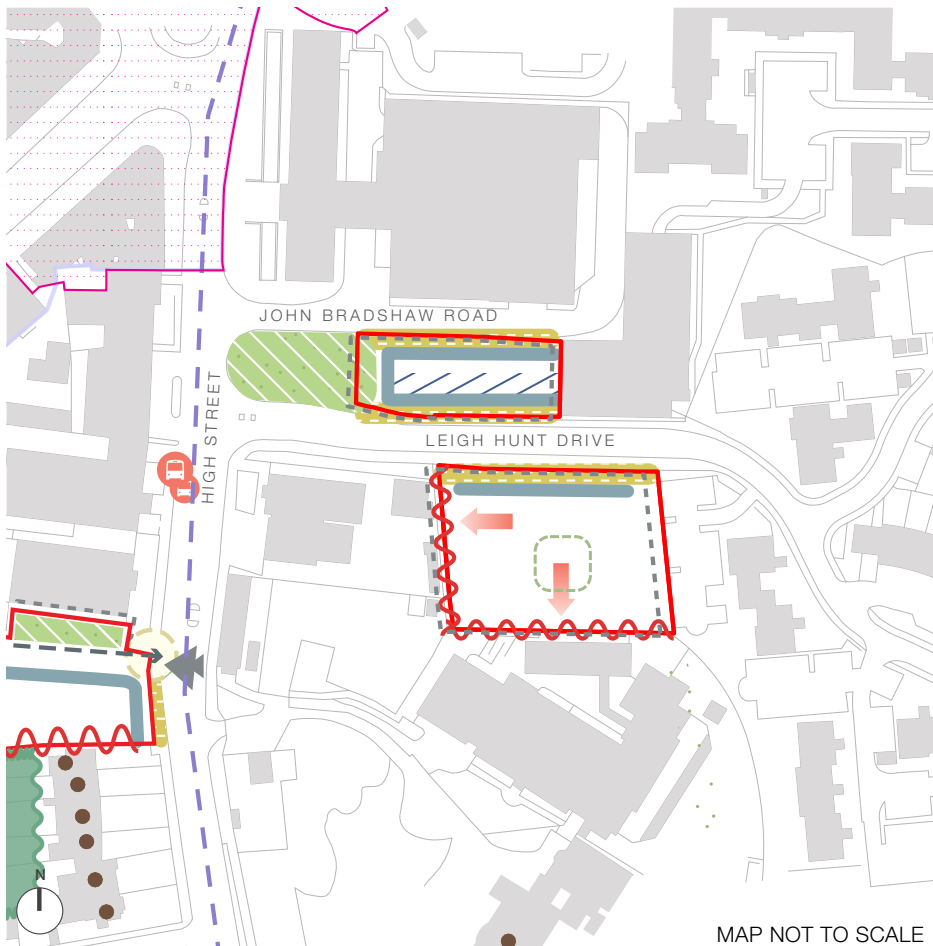 JOHN BRADSHAW ROAD
HIGH STREET
LEIGH HUNT DRIVE
N
MAP NOT TO SCALE